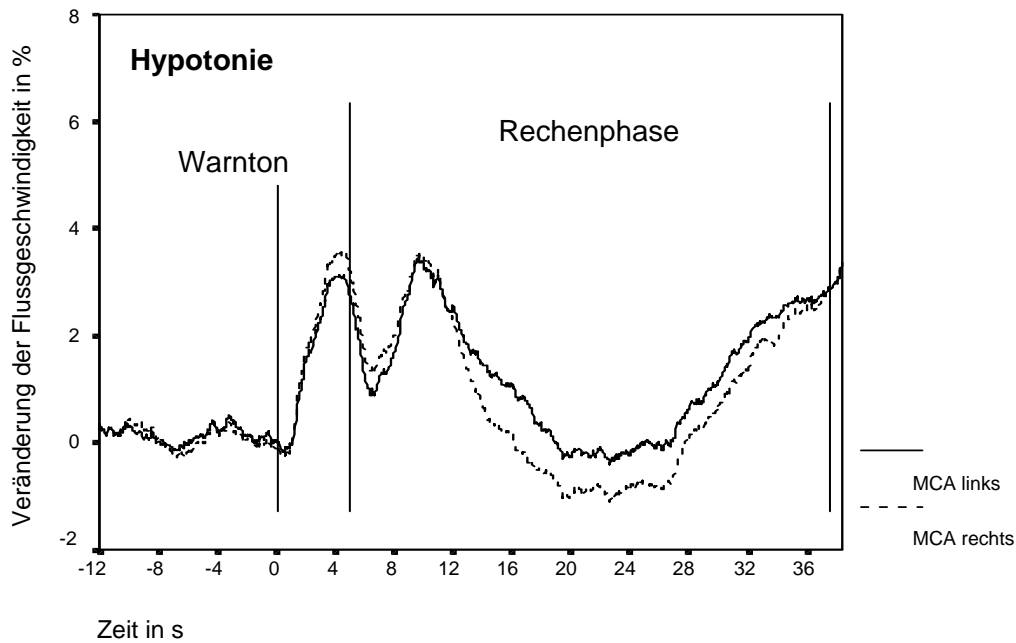 Veränderung der Flussgeschwindigkeit in %
8
6
4
2
0
-2
Hypotonie
Warnton
Rechenphase
-12 -8 -4 0 4 8 12 16 20 24 28 32 36
Zeit in s
MCA links
MCA rechts